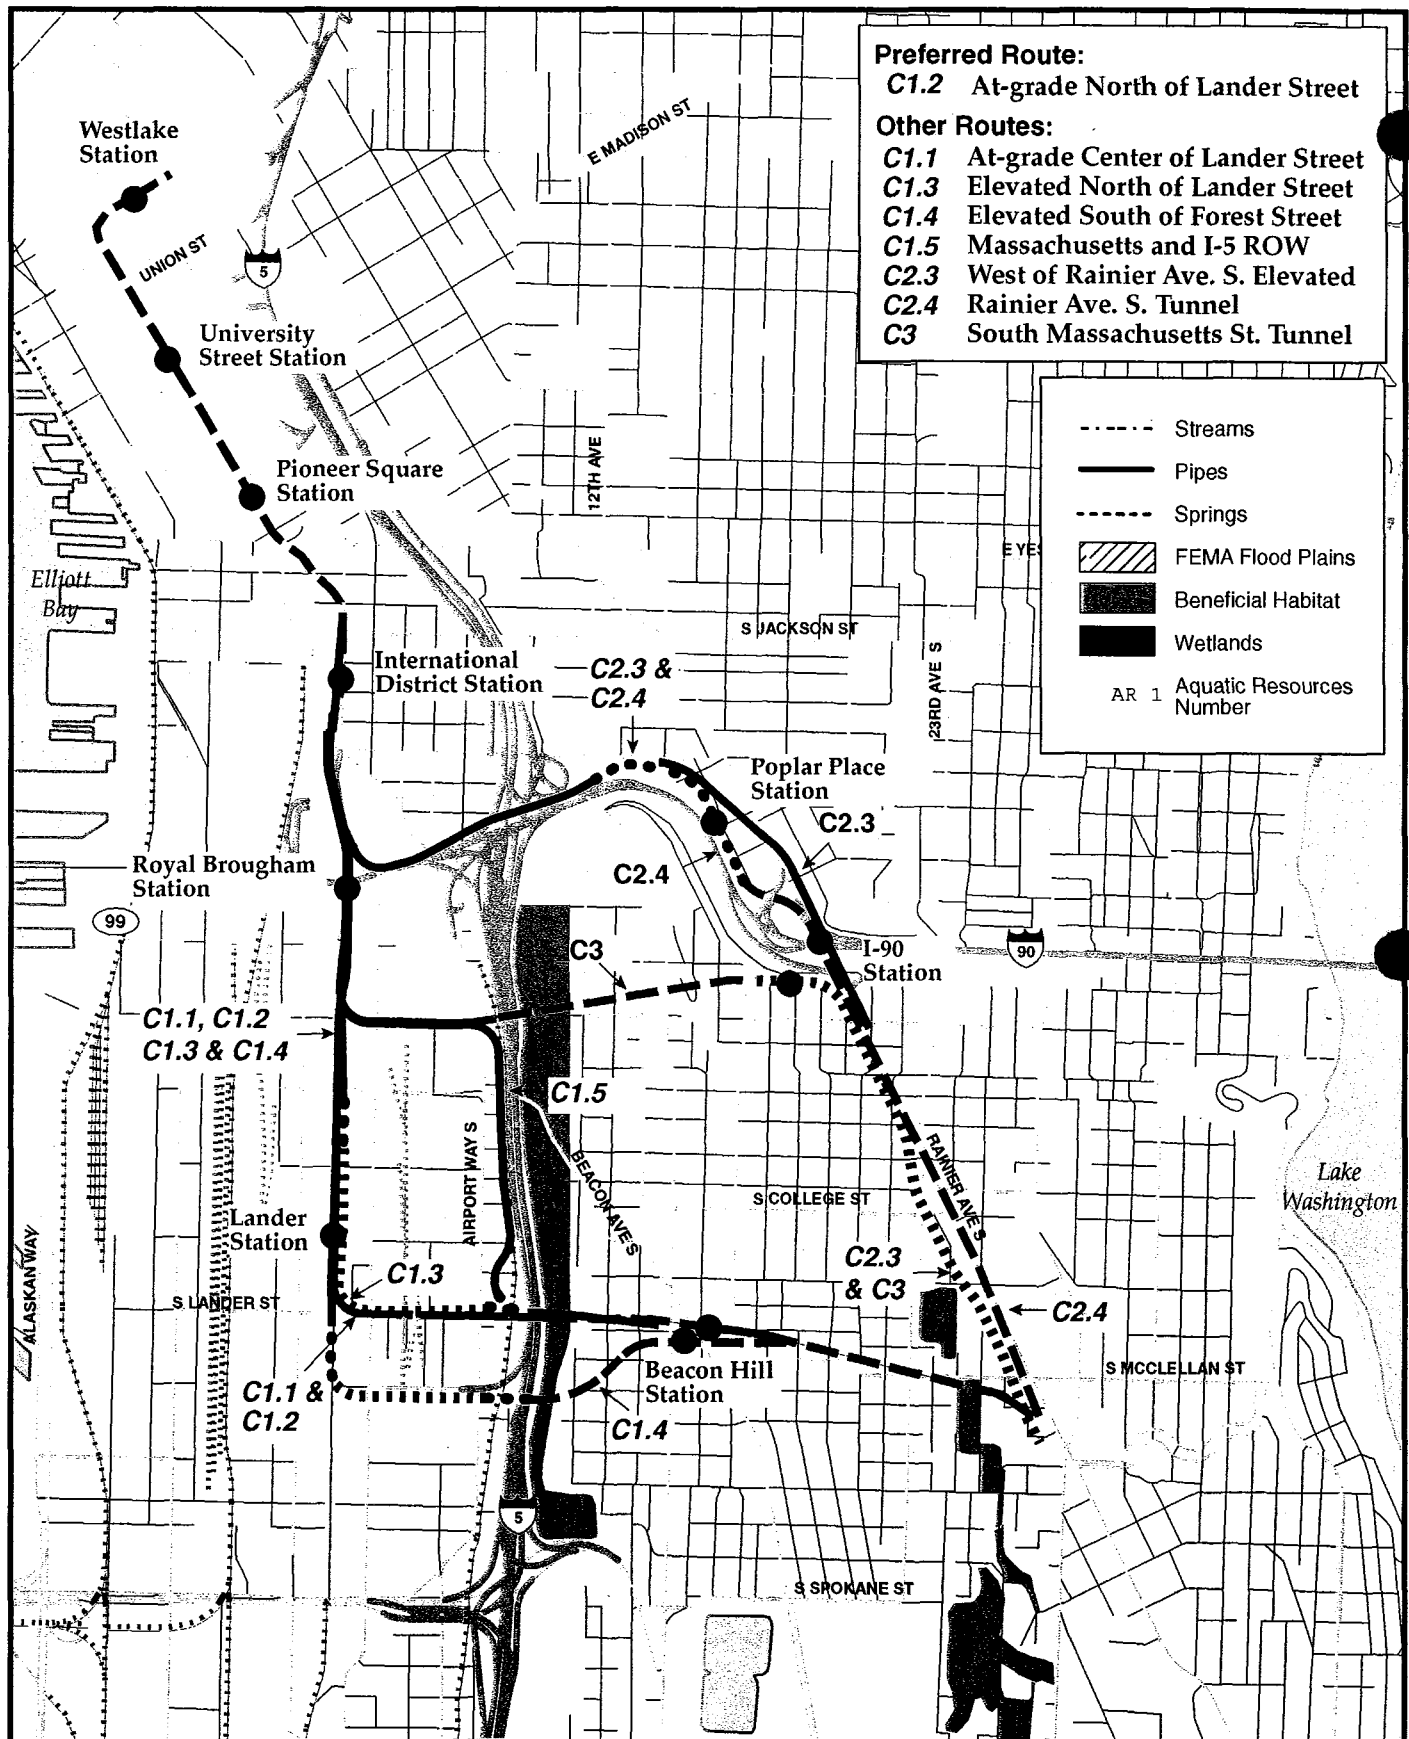 Preferred Route:
C1.2 At-grade North of Lander Street
Other Routes:
C1.1 At-grade Center of Lander Street
C1.3 Elevated North of Lander Street
C1.4 Elevated South of Forest Street
C1.5 Massachusetts and I-5 ROW
C2.3 West of Rainier Ave. S. Elevated
C2.4 Rainier Ave. S. Tunnel
C3 South Massachusetts St. Tunnel
Streams
Pipes
Springs
FEMA Flood Plains
Beneficial Habitat
Wetlands
AR 1 Aquatic Resources
Number
Westlake
Station
E MADISON ST
UNION ST
5
University
Street Station
Pioneer Square
Station
12TH AVE
E YES
Elliott
Bay
S JACKSON ST
International
District Station
C2.3 &
C2.4
23RD AVE S
Poplar Place
Station
C2.3
C2.4
Royal Brougham
Station
99
90
I-90
Station
C3
C1.1, C1.2
C1.3 & C1.4
C1.5
AIRPORT WAY S
BEACON AVE S
RAINIER AVE S
S COLLEGE ST
Lake
Washington
Lander
Station
ALASKAN WAY
C1.3
S LANDER ST
C2.3
& C3
C2.4
S MCCLELLAN ST
Beacon Hill
Station
C1.1 &
C1.2
C1.4
5
S SPOKANE ST